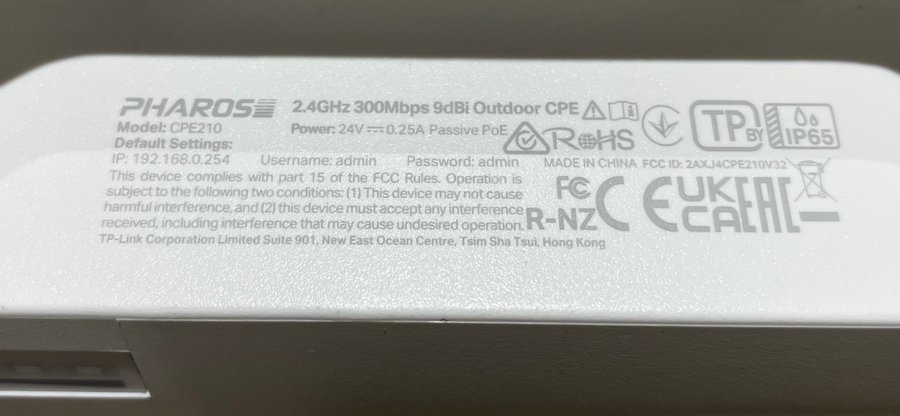 PHAROS 2.4GHz 300Mbps 9dBi Outdoor CPE
Model: CPE210 Power: 24V⎓0.25A Passive PoE
Default Settings:
IP: 192.168.0.254 Username: admin Password: admin
RoHS
TP BY
IP65
MADE IN CHINA FCC ID: 2AXJ4CPE210V32
This device complies with part 15 of the FCC Rules. Operation is
subject to the following two conditions: (1) This device may not cause
harmful interference, and (2) this device must accept any interference
received, including interference that may cause undesired operation.
FC
R-NZ
CE
UK
CA
EAC
TP-Link Corporation Limited Suite 901, New East Ocean Centre, Tsim Sha Tsui, Hong Kong